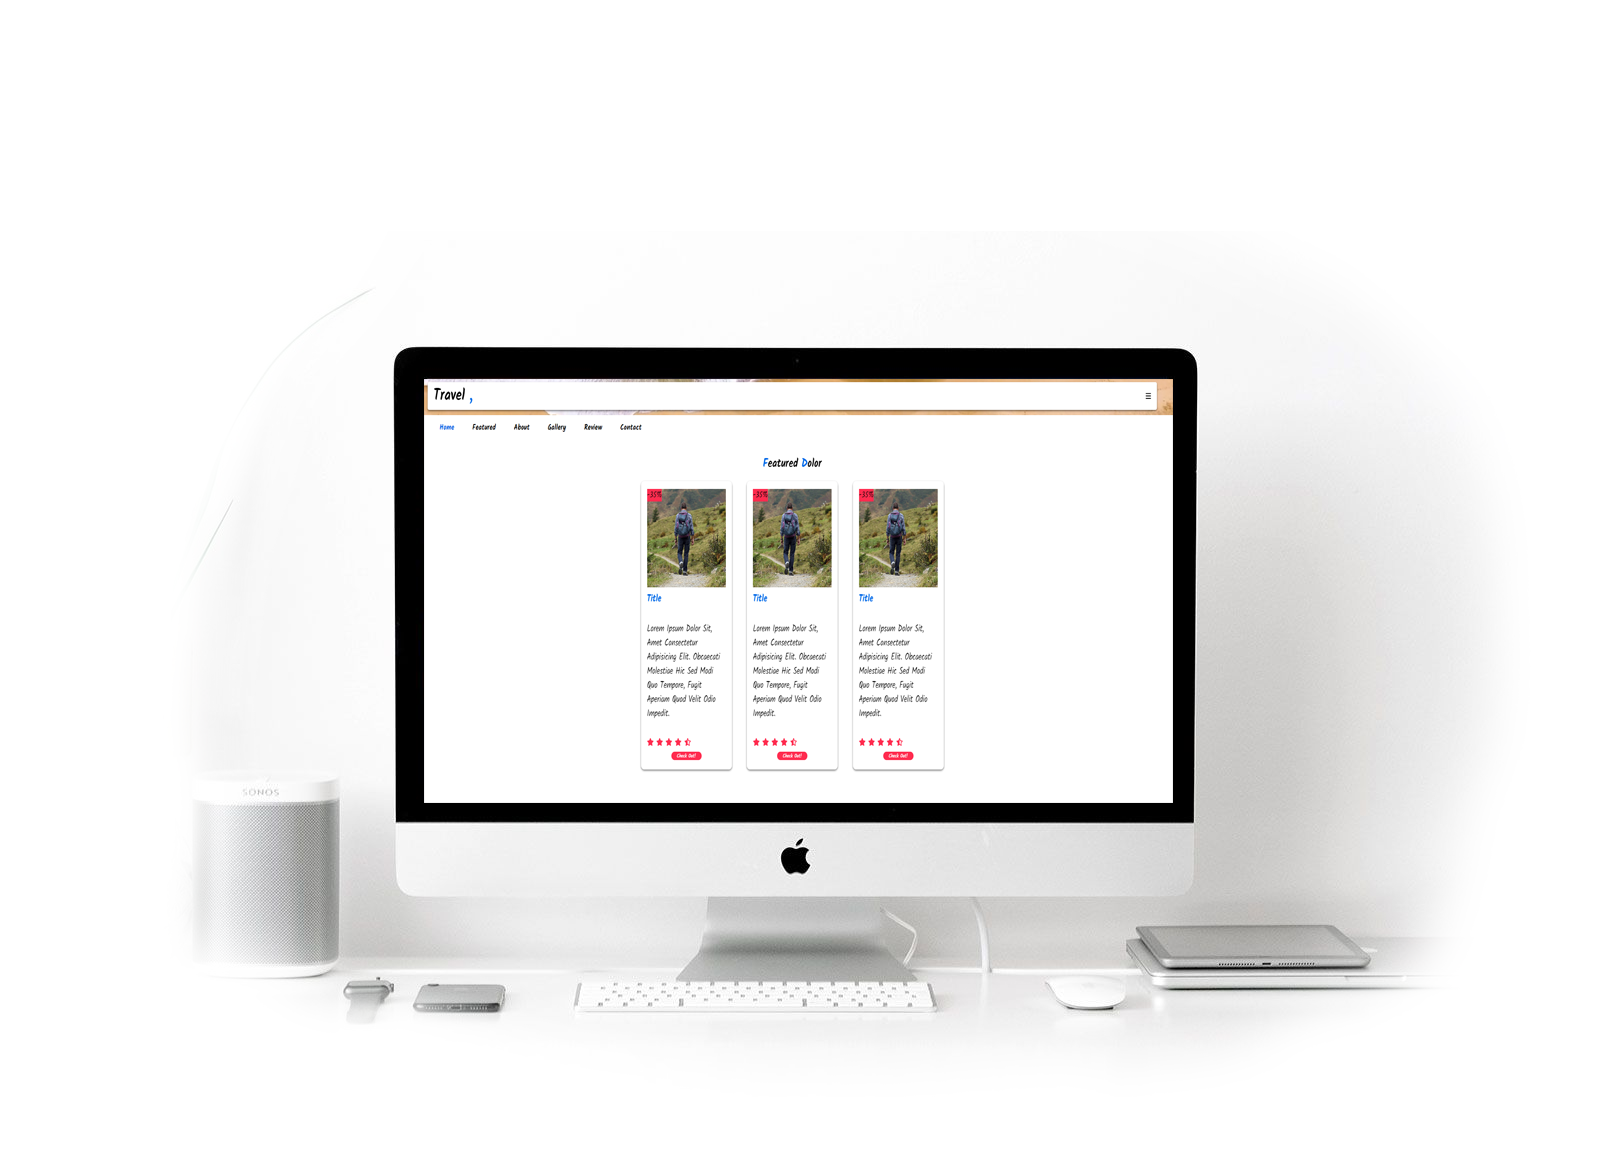 Travel ,
☰
Home Featured About Gallery Review Contact
Featured Dolor
-35%
Title
Lorem Ipsum Dolor Sit,
Amet Consectetur
Adipisicing Elit. Obcaecati
Molestiae Hic Sed Modi
Quo Tempore, Fugit
Aperiam Quod Velit Odio
Impedit.
Check Out!
-35%
Title
Lorem Ipsum Dolor Sit,
Amet Consectetur
Adipisicing Elit. Obcaecati
Molestiae Hic Sed Modi
Quo Tempore, Fugit
Aperiam Quod Velit Odio
Impedit.
Check Out!
-35%
Title
Lorem Ipsum Dolor Sit,
Amet Consectetur
Adipisicing Elit. Obcaecati
Molestiae Hic Sed Modi
Quo Tempore, Fugit
Aperiam Quod Velit Odio
Impedit.
Check Out!
SONOS